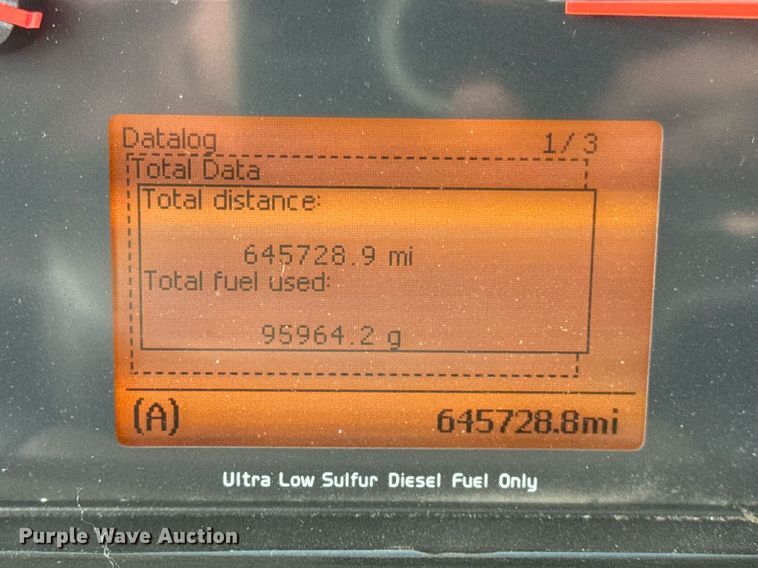 Datalog 1/3
Total Data
Total distance:
645728.9 mi
Total fuel used:
95964.2 g
(A) 645728.8mi
Ultra Low Sulfur Diesel Fuel Only
Purple Wave Auction